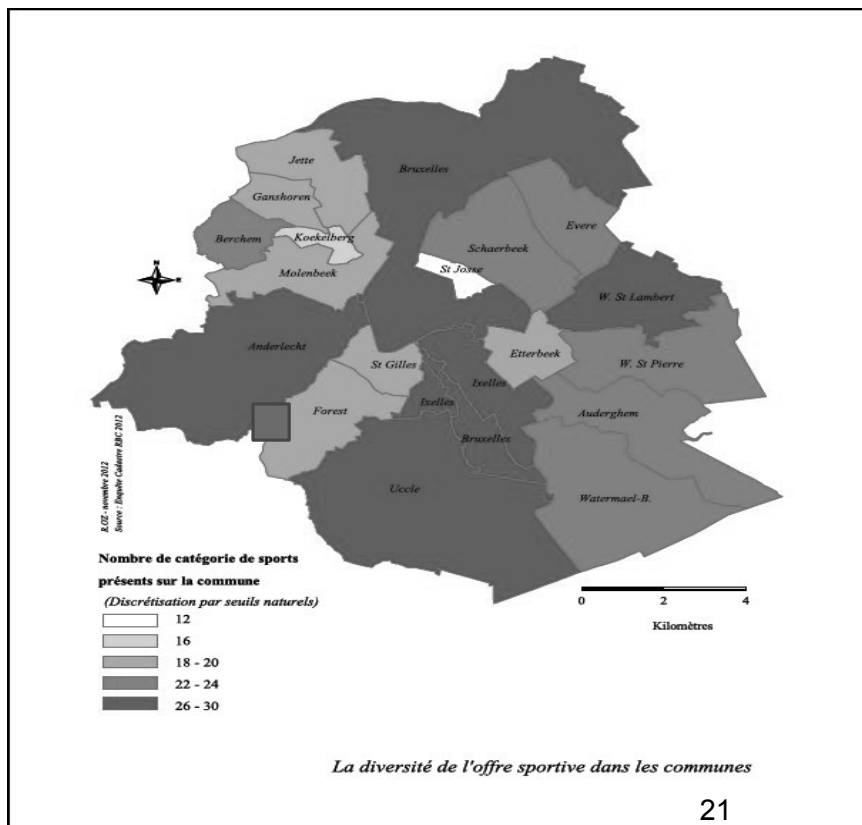 Jette
Bruxelles
Ganshoren
Evere
Berchem
Koekelberg
Schaerbeek
St Josse
Molenbeek
N
E
W. St Lambert
Anderlecht
St Gilles
Etterbeek
W. St Pierre
Ixelles
Ixelles
Forest
Auderghem
Bruxelles
Uccle
Watermael-B.
R.OZ - novembre 2012
Source : Enquête Cadastre RBC 2012
Nombre de catégorie de sports
présents sur la commune
(Discrétisation par seuils naturels)
12
16
18 - 20
22 - 24
26 - 30
0 2 4
Kilomètres
La diversité de l'offre sportive dans les communes
21